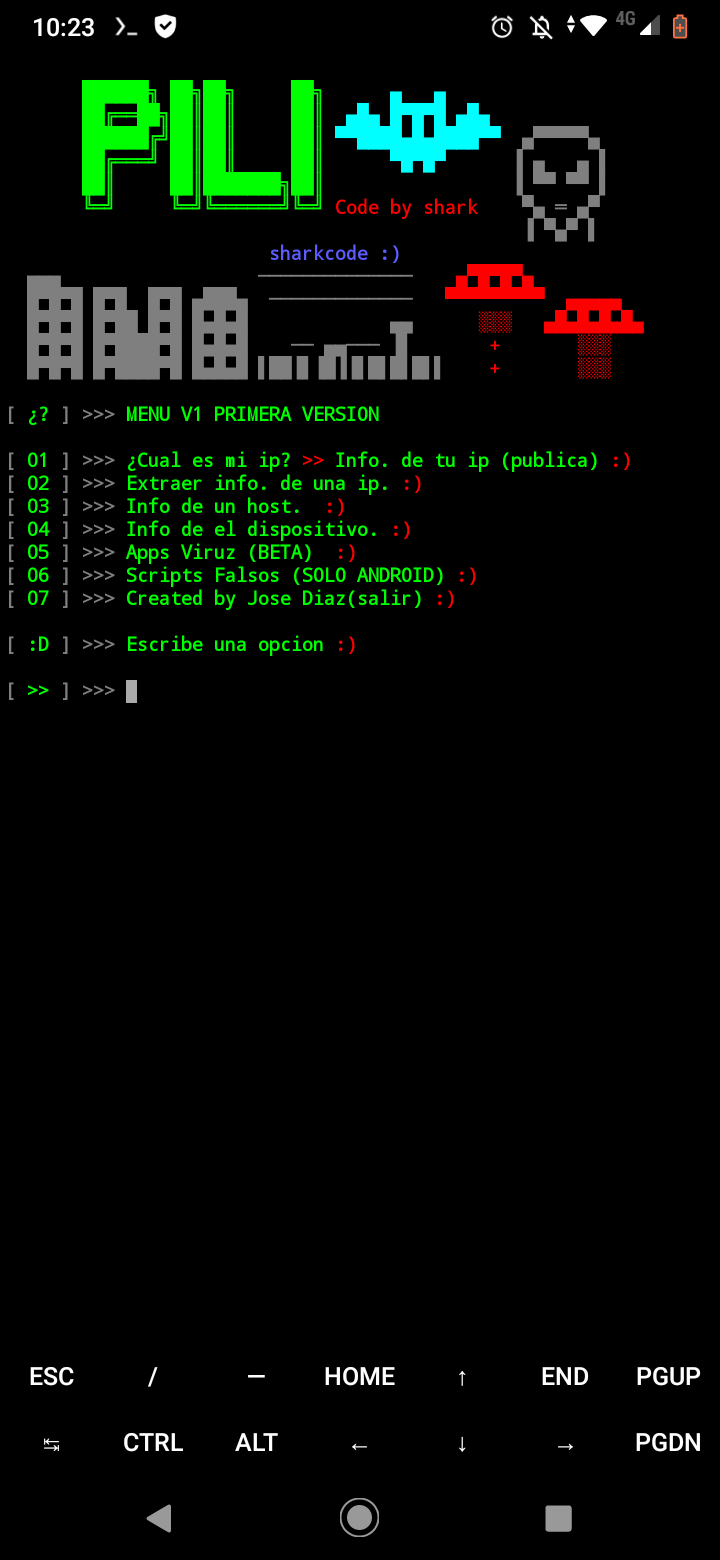 10:23
4G
PILI
Code by shark
sharkcode :)
[ ¿? ] >>> MENU V1 PRIMERA VERSION
[ 01 ] >>> ¿Cual es mi ip? >> Info. de tu ip (publica) :)
[ 02 ] >>> Extraer info. de una ip. :)
[ 03 ] >>> Info de un host.  :)
[ 04 ] >>> Info de el dispositivo. :)
[ 05 ] >>> Apps Viruz (BETA)  :)
[ 06 ] >>> Scripts Falsos (SOLO ANDROID) :)
[ 07 ] >>> Created by Jose Diaz(salir) :)
[ :D ] >>> Escribe una opcion :)
[ >> ] >>>
ESC / — HOME ↑ END PGUP
↹ CTRL ALT ← ↓ → PGDN